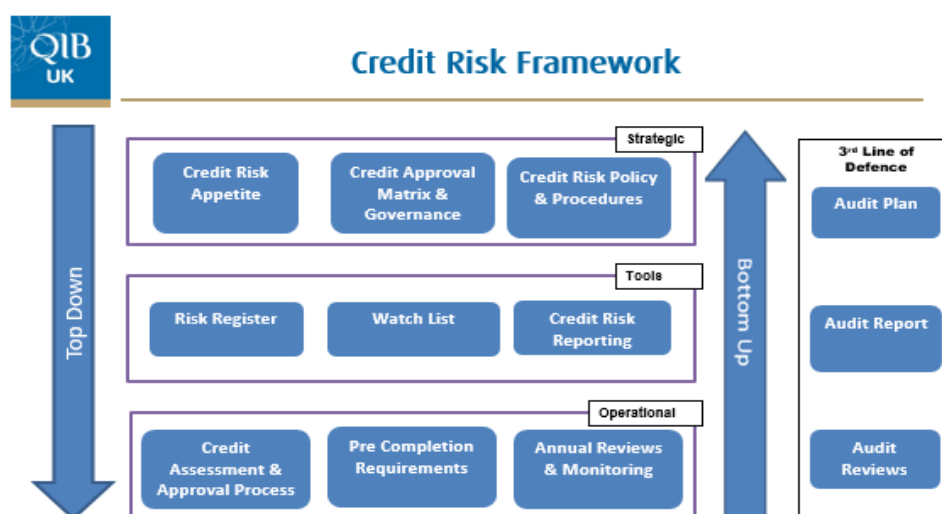 QIB
UK
Credit Risk Framework
Top Down
Strategic
Credit Risk
Appetite
Credit Approval
Matrix &
Governance
Credit Risk Policy
& Procedures
Tools
Risk Register
Watch List
Credit Risk
Reporting
Operational
Credit
Assessment &
Approval Process
Pre Completion
Requirements
Annual Reviews
& Monitoring
Bottom Up
3rd Line of
Defence
Audit Plan
Audit Report
Audit
Reviews